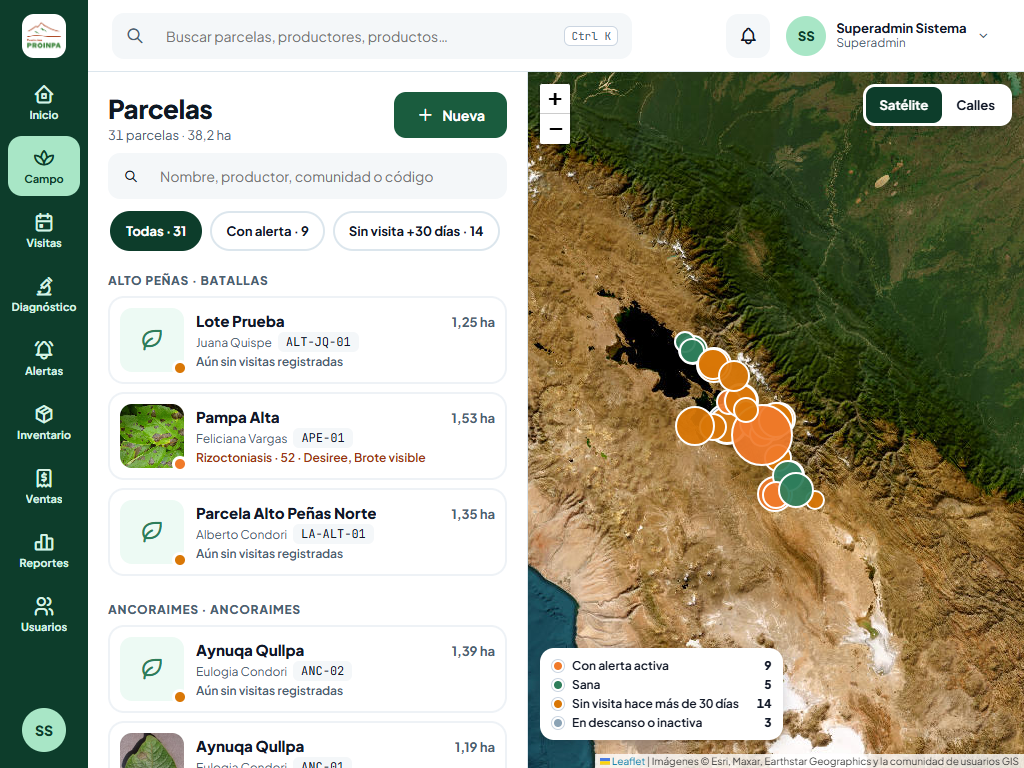 PROINPA
Inicio
Campo
Visitas
Diagnóstico
Alertas
Inventario
Ventas
Reportes
Usuarios
SS
Buscar parcelas, productores, productos...
Ctrl K
SS
Superadmin Sistema
Superadmin
Parcelas
31 parcelas · 38,2 ha
+ Nueva
Nombre, productor, comunidad o código
Todas · 31
Con alerta · 9
Sin visita +30 días · 14
ALTO PEÑAS · BATALLAS
Lote Prueba
1,25 ha
Juana Quispe ALT-JQ-01
Aún sin visitas registradas
Pampa Alta
1,53 ha
Feliciana Vargas APE-01
Rizoctoniasis · 52 · Desiree, Brote visible
Parcela Alto Peñas Norte
1,35 ha
Alberto Condori LA-ALT-01
Aún sin visitas registradas
ANCORAIMES · ANCORAIMES
Aynuqa Qullpa
1,39 ha
Eulogia Condori ANC-02
Aún sin visitas registradas
Aynuqa Qullpa
1,19 ha
Eulogia Condori ANC-01
+
−
Satélite
Calles
Con alerta activa 9
Sana 5
Sin visita hace más de 30 días 14
En descanso o inactiva 3
Leaflet | Imágenes © Esri, Maxar, Earthstar Geographics y la comunidad de usuarios GIS